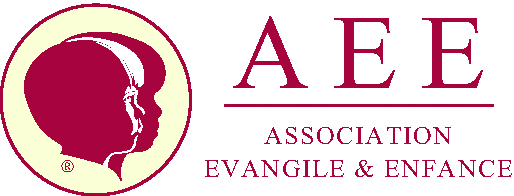 AEE
ASSOCIATION
EVANGILE & ENFANCE
®